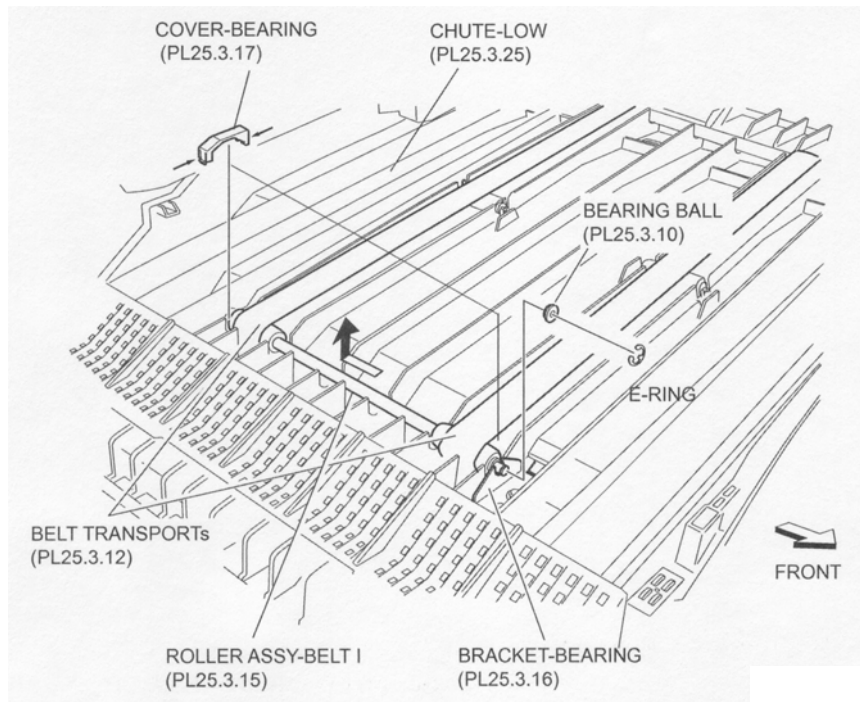 COVER-BEARING
(PL25.3.17)
CHUTE-LOW
(PL25.3.25)
BEARING BALL
(PL25.3.10)
E-RING
BELT TRANSPORTs
(PL25.3.12)
FRONT
ROLLER ASSY-BELT I
(PL25.3.15)
BRACKET-BEARING
(PL25.3.16)